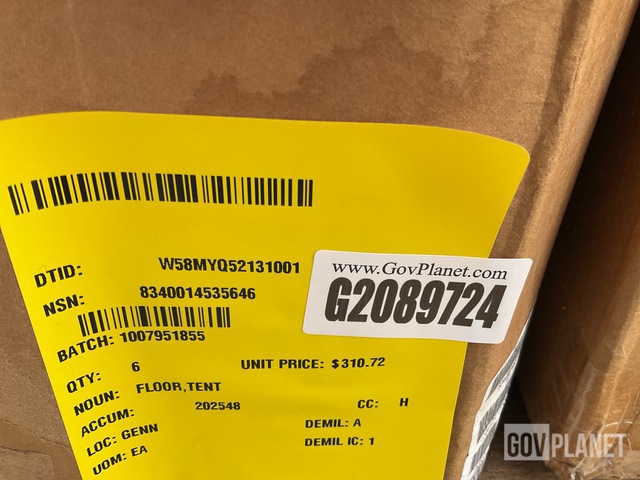 DTID: W58MYQ52131001
NSN: 8340014535646
www.GovPlanet.com
G2089724
BATCH: 1007951855
QTY: 6 UNIT PRICE: $310.72
NOUN: FLOOR,TENT
ACCUM: 202548 CC: H
LOC: GENN DEMIL: A
UOM: EA DEMIL IC: 1
GOVPLANET